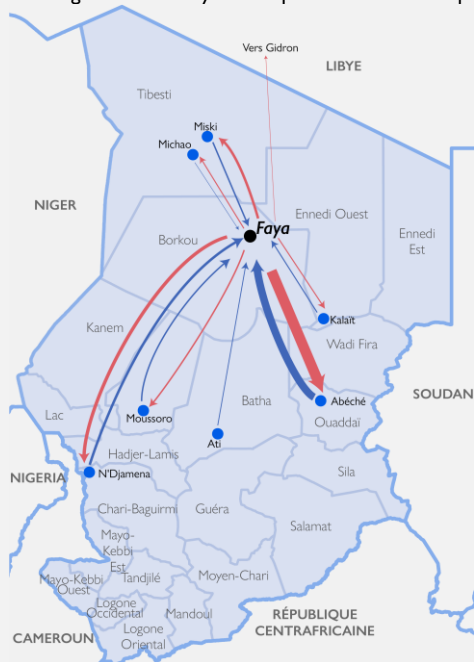 Vers Gidron
LIBYE
Tibesti
Miski
Michao
NIGER
Faya
Ennedi Ouest
Ennedi
Est
Borkou
Kalaït
Kanem
Wadi Fira
SOUDAN
Lac
Moussoro
Batha
Abéché
Ouaddaï
Ati
Hadjer-Lamis
NIGERIA
N'Djamena
Sila
Chari-Baguirmi
Guéra
Salamat
Mayo-
Kebbi
Est
Mayo-Kebbi
Ouest
Tandjilé
Moyen-Chari
Logone
Occidental
Mandoul
RÉPUBLIQUE
CENTRAFRICAINE
CAMEROUN
Logone
Oriental